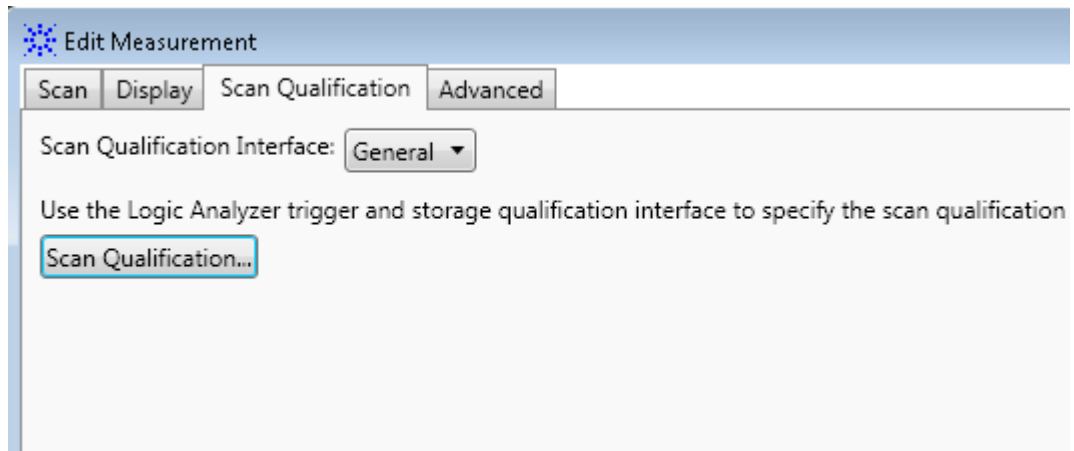 Edit Measurement
Scan Display Scan Qualification Advanced
Scan Qualification Interface: General
Use the Logic Analyzer trigger and storage qualification interface to specify the scan qualification
Scan Qualification...